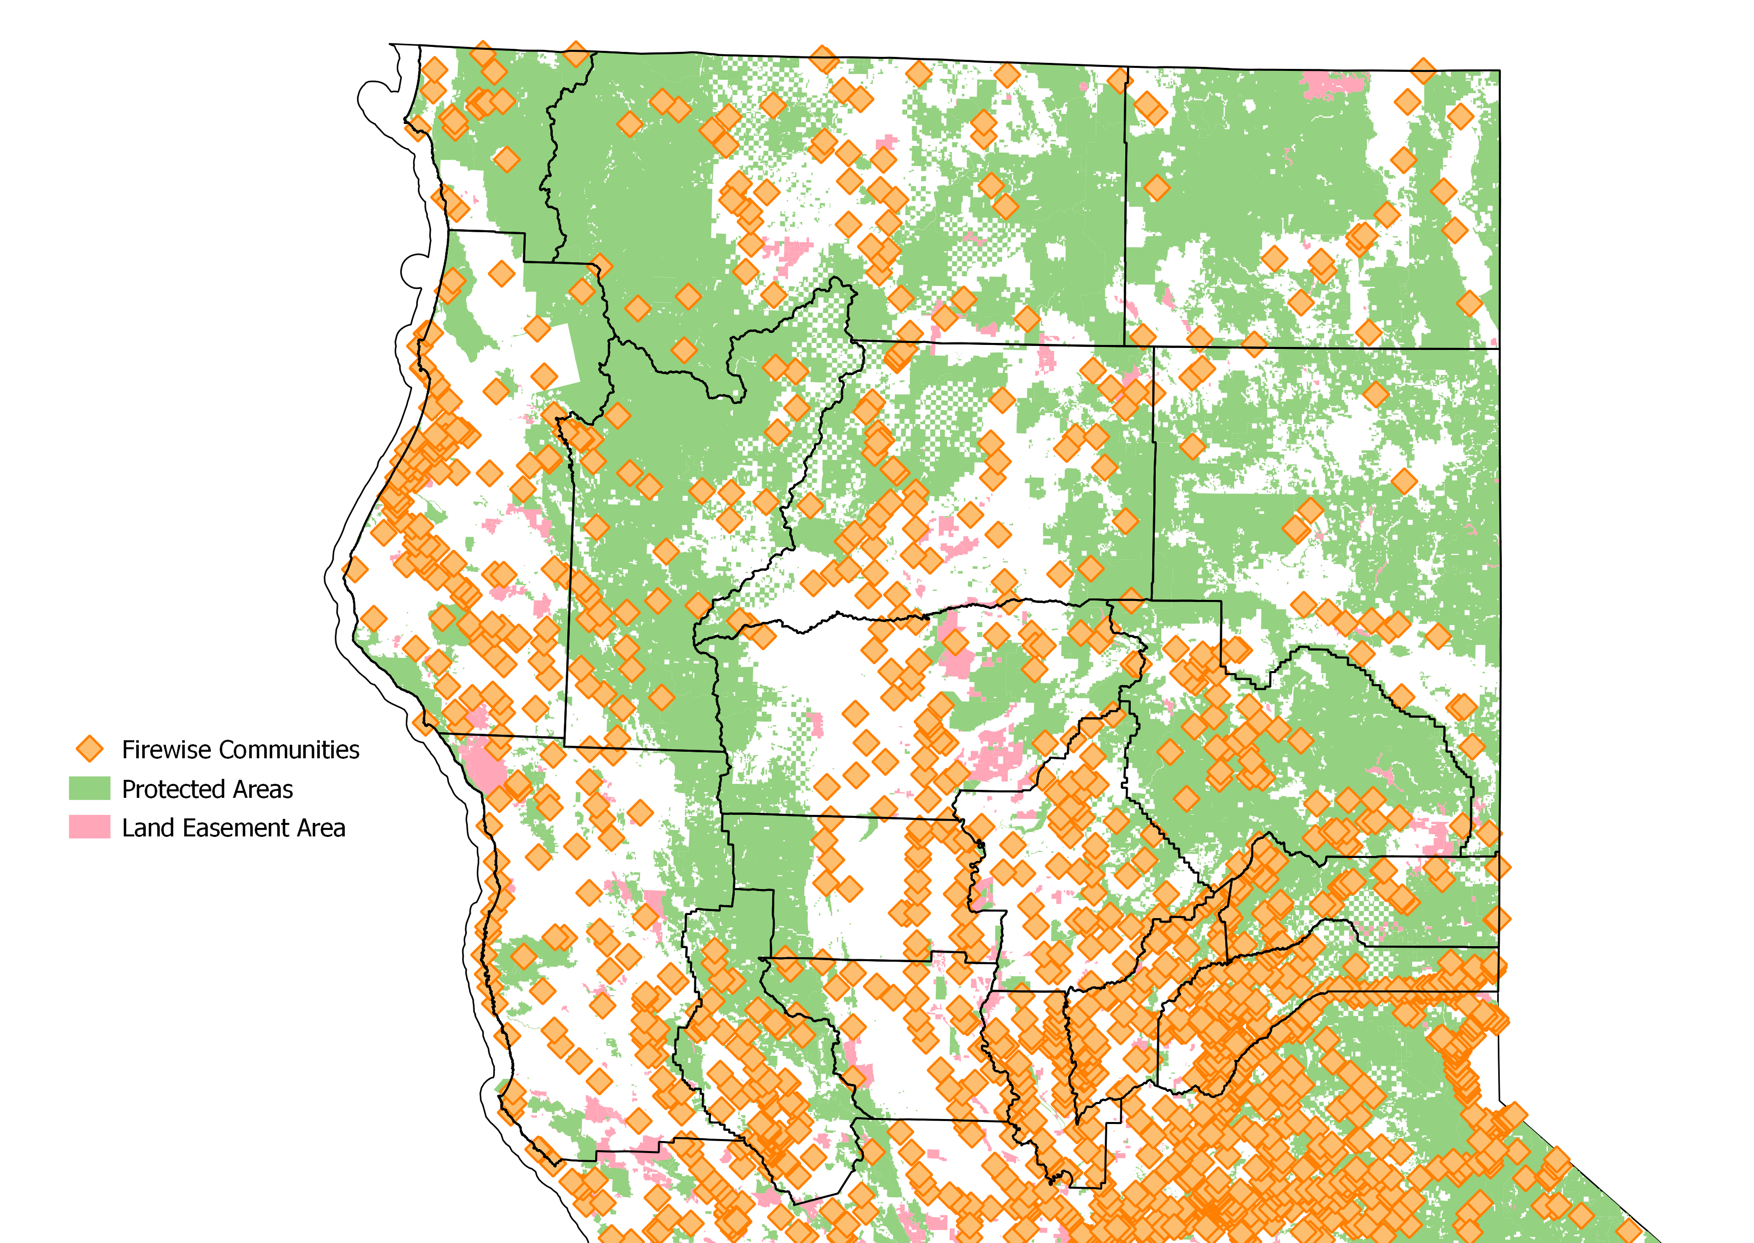 Firewise Communities
Protected Areas
Land Easement Area